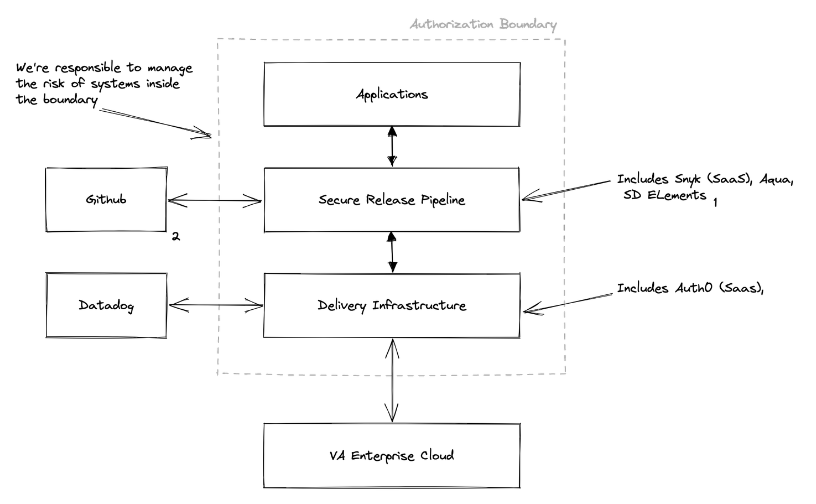 Authorization Boundary
We're responsible to manage
the risk of systems inside
the boundary
Applications
Github
2
Secure Release Pipeline
Includes Snyk (SaaS), Aqua,
SD ELements 1
Datadog
Delivery Infrastructure
Includes Auth0 (Saas),
VA Enterprise Cloud